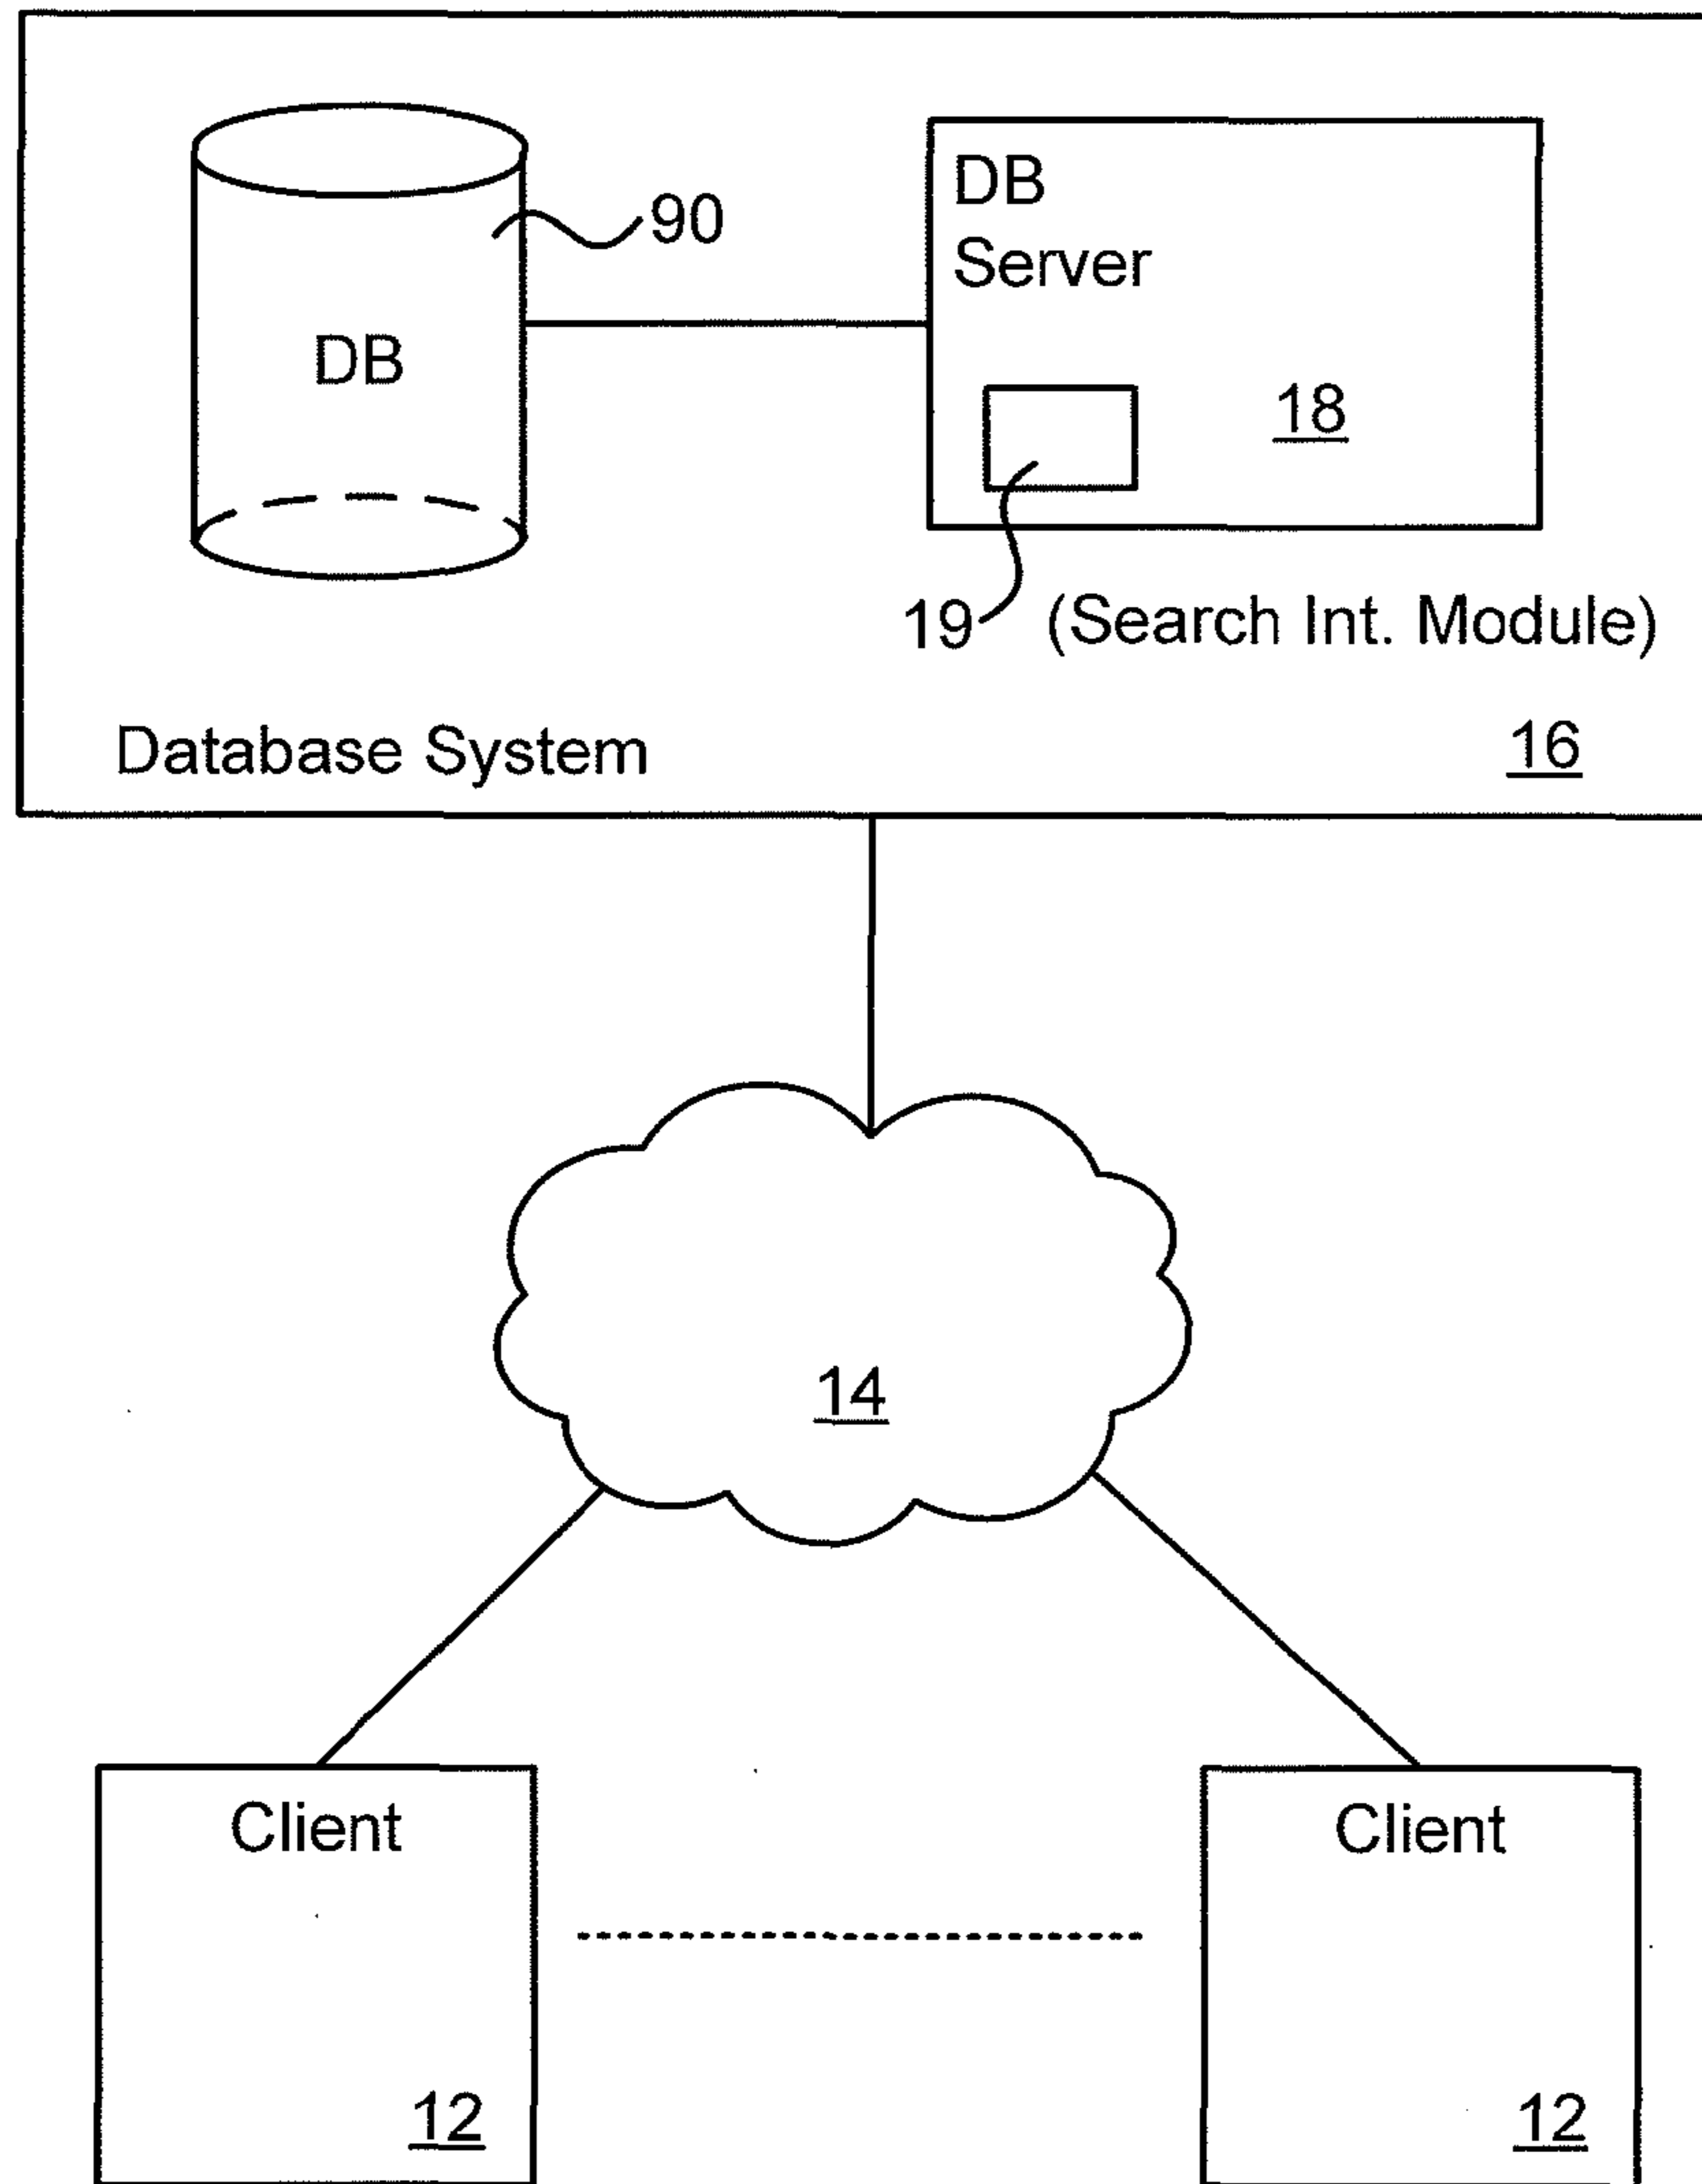 DB
Server
90
DB
18
19 (Search Int. Module)
Database System 16
14
Client Client
12 12